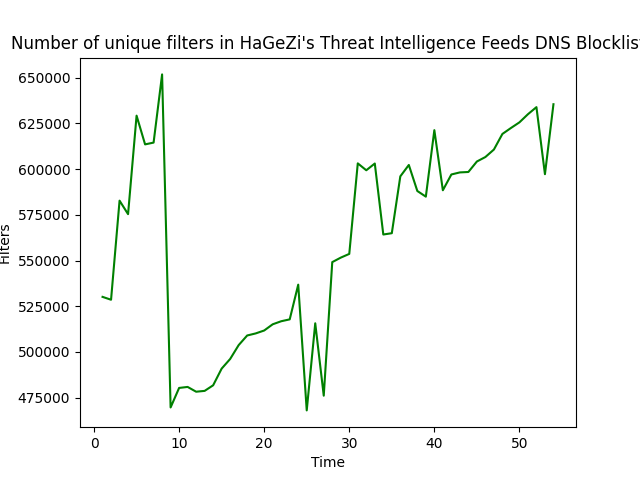 Number of unique filters in HaGeZi's Threat Intelligence Feeds DNS Blocklist
650000
625000
600000
575000
550000
525000
500000
475000
Filters
0 10 20 30 40 50
Time